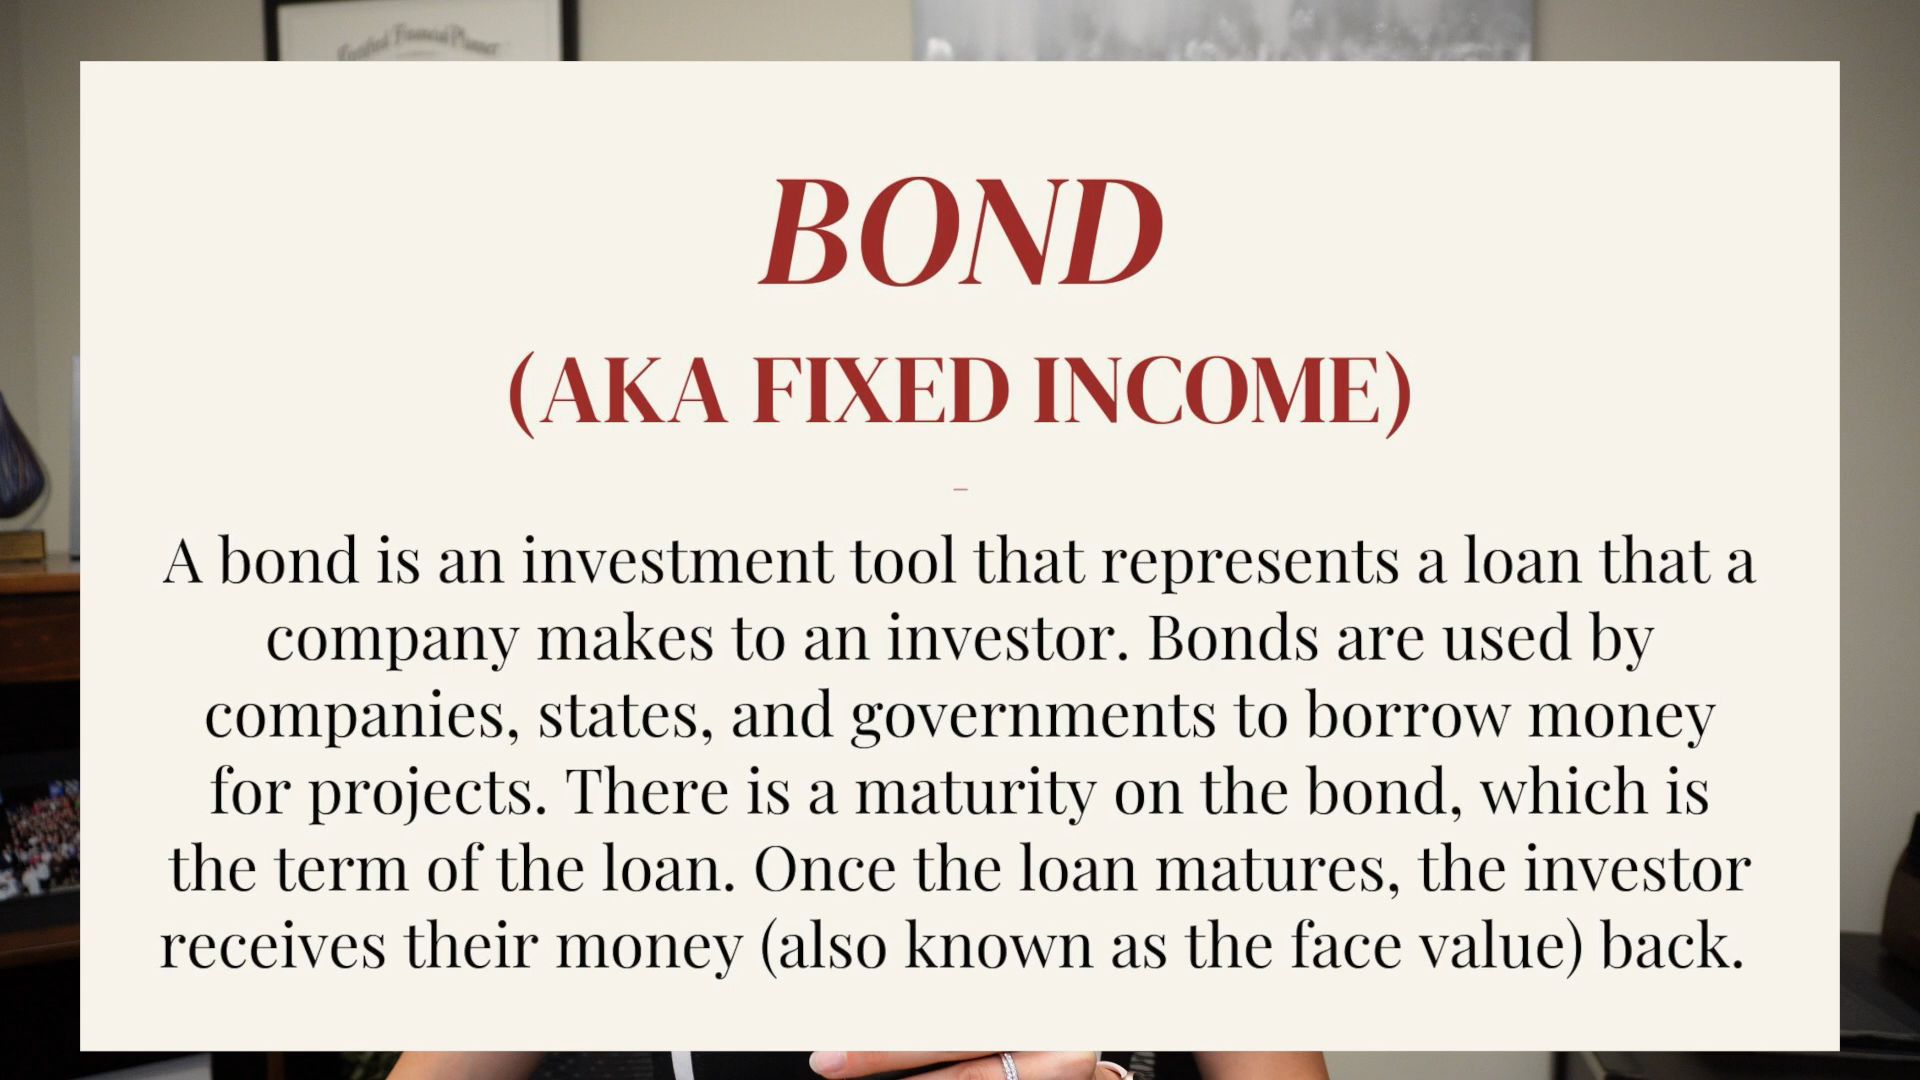 Certified Financial Planner
BOND
(AKA FIXED INCOME)
–
A bond is an investment tool that represents a loan that a
company makes to an investor. Bonds are used by
companies, states, and governments to borrow money
for projects. There is a maturity on the bond, which is
the term of the loan. Once the loan matures, the investor
receives their money (also known as the face value) back.